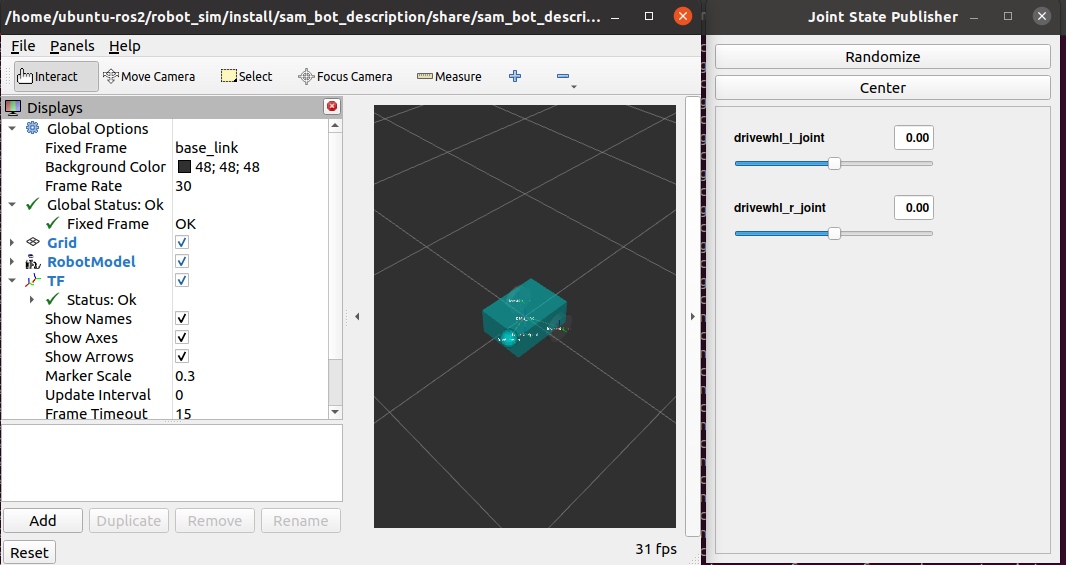 /home/ubuntu-ros2/robot_sim/install/sam_bot_description/share/sam_bot_descri...
File Panels Help
Interact Move Camera Select Focus Camera Measure
Displays
Global Options
Fixed Frame base_link
Background Color 48; 48; 48
Frame Rate 30
Global Status: Ok
Fixed Frame OK
Grid
RobotModel
TF
Status: Ok
Show Names
Show Axes
Show Arrows
Marker Scale 0.3
Update Interval 0
Frame Timeout 15
Add Duplicate Remove Rename
Reset
31 fps
Joint State Publisher
Randomize
Center
drivewhl_l_joint 0.00
drivewhl_r_joint 0.00